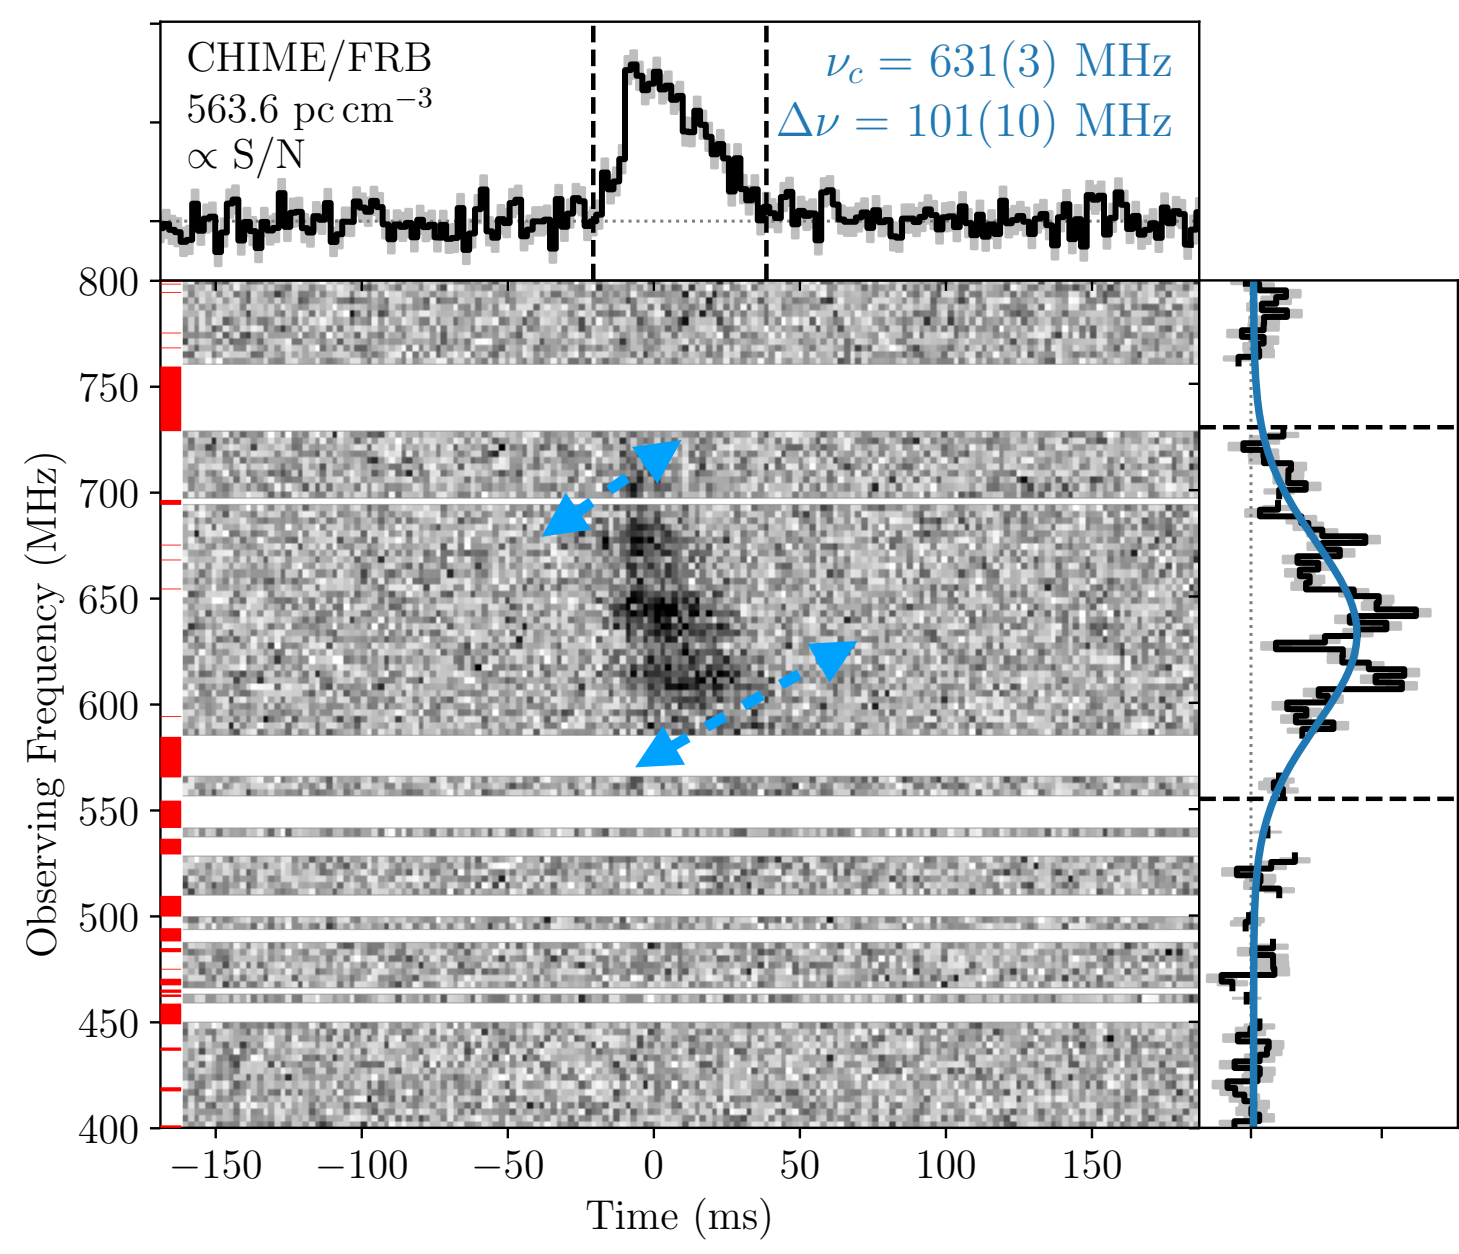 CHIME/FRB
563.6 pc cm⁻³
∝ S/N
ν_c = 631(3) MHz
Δν = 101(10) MHz
Observing Frequency (MHz)
800
750
700
650
600
550
500
450
400
−150
−100
−50
0
50
100
150
Time (ms)